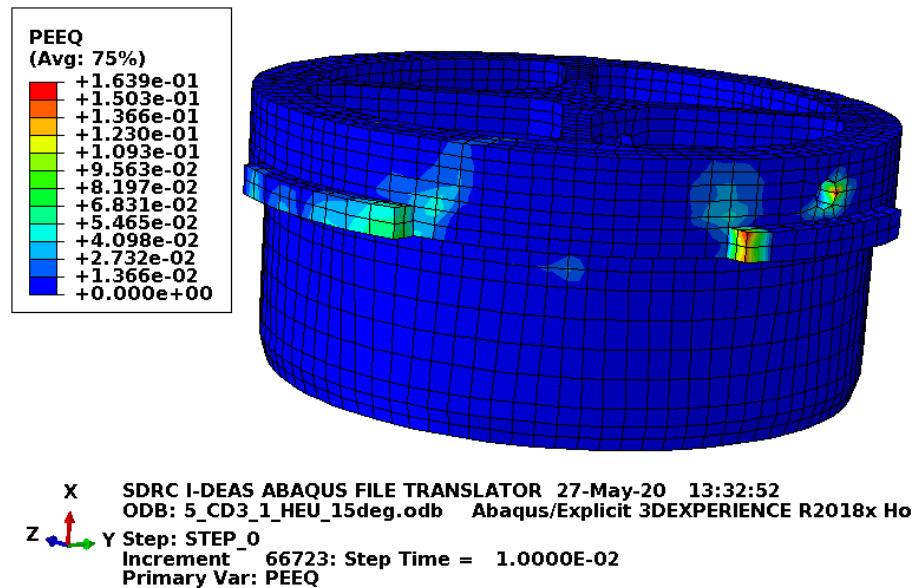 PEEQ
(Avg: 75%)
+1.639e-01
+1.503e-01
+1.366e-01
+1.230e-01
+1.093e-01
+9.563e-02
+8.197e-02
+6.831e-02
+5.465e-02
+4.098e-02
+2.732e-02
+1.366e-02
+0.000e+00
X
Z
Y
SDRC I-DEAS ABAQUS FILE TRANSLATOR 27-May-20 13:32:52
ODB: 5_CD3_1_HEU_15deg.odb Abaqus/Explicit 3DEXPERIENCE R2018x Ho
Step: STEP_0
Increment 66723: Step Time = 1.0000E-02
Primary Var: PEEQ